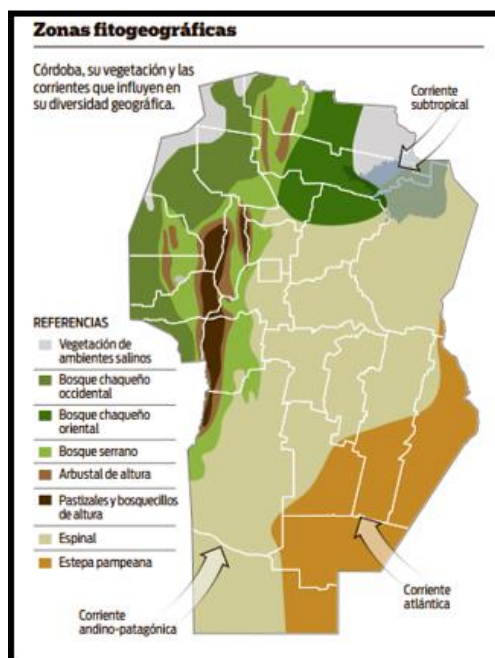 Zonas fitogeográficas
Córdoba, su vegetación y las
corrientes que influyen en
su diversidad geográfica.
Corriente
subtropical
REFERENCIAS
Vegetación de
ambientes salinos
Bosque chaqueño
occidental
Bosque chaqueño
oriental
Bosque serrano
Arbustal de altura
Pastizales y bosquecillos
de altura
Espinal
Estepa pampeana
Corriente
andino-patagónica
Corriente
atlántica